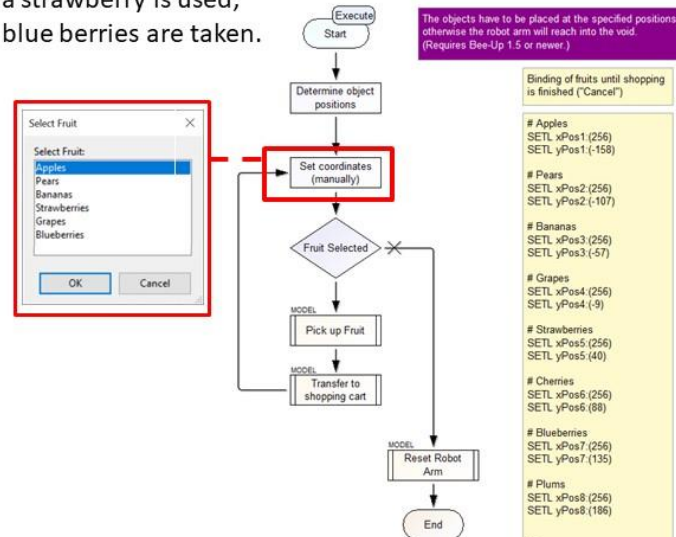 a strawberry is used,
blue berries are taken.
Execute
Start
The objects have to be placed at the specified positions
otherwise the robot arm will reach into the void.
(Requires Bee-Up 1.5 or newer.)
Determine object
positions
Binding of fruits until shopping
is finished ("Cancel")
Select Fruit
Select Fruit:
Apples
Pears
Bananas
Strawberries
Grapes
Blueberries
OK
Cancel
Set coordinates
(manually)
Fruit Selected
MODEL
Pick up Fruit
MODEL
Transfer to
shopping cart
MODEL
Reset Robot
Arm
End
# Apples
SETL xPos1:(256)
SETL yPos1:(-158)
# Pears
SETL xPos2:(256)
SETL yPos2:(-107)
# Bananas
SETL xPos3:(256)
SETL yPos3:(-57)
# Grapes
SETL xPos4:(256)
SETL yPos4:(-9)
# Strawberries
SETL xPos5:(256)
SETL yPos5:(40)
# Cherries
SETL xPos6:(256)
SETL yPos6:(88)
# Blueberries
SETL xPos7:(256)
SETL yPos7:(135)
# Plums
SETL xPos8:(256)
SETL yPos8:(186)